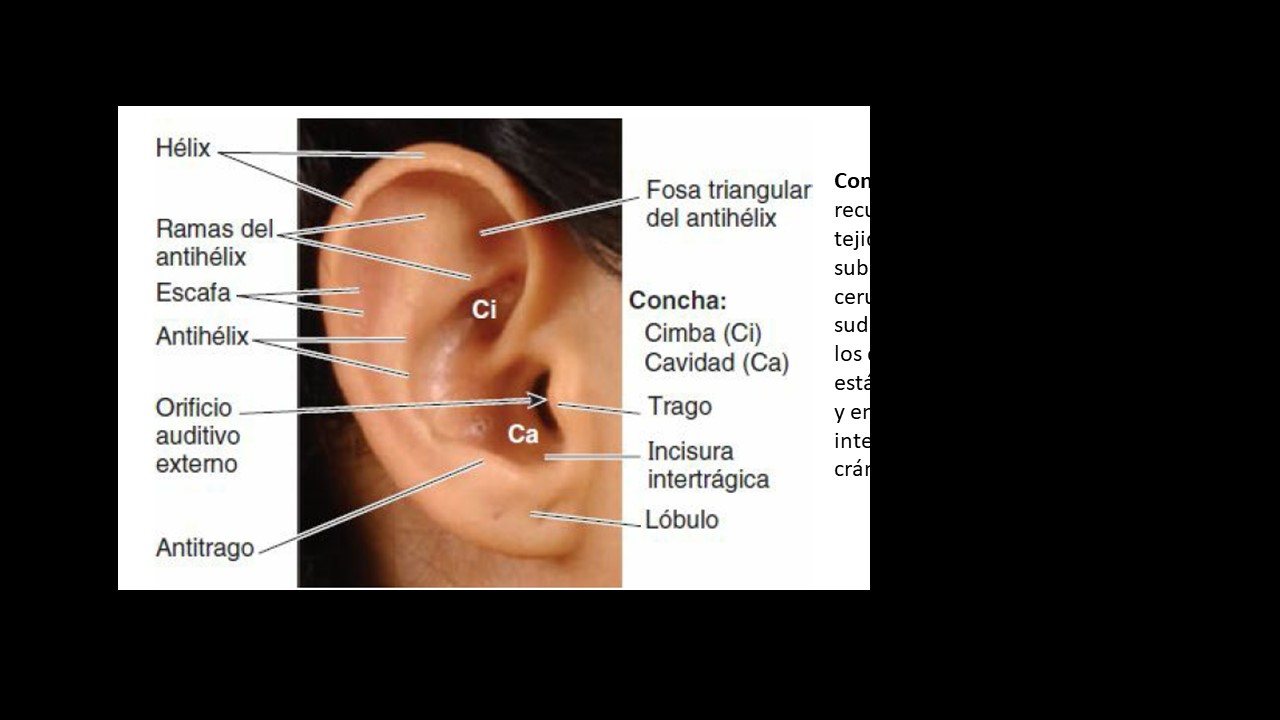 Hélix
Ramas del
antihélix
Escafa
Antihélix
Orificio
auditivo
externo
Antitrago
Ci
Ca
Fosa triangular
del antihélix
Concha:
Cimba (Ci)
Cavidad (Ca)
Trago
Incisura
intertrágica
Lóbulo
los
y